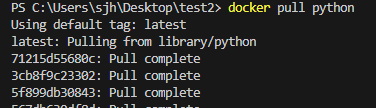 PS C:\Users\sjh\Desktop\test2> docker pull python
Using default tag: latest
latest: Pulling from library/python
71215d55680c: Pull complete
3cb8f9c23302: Pull complete
5f899db30843: Pull complete